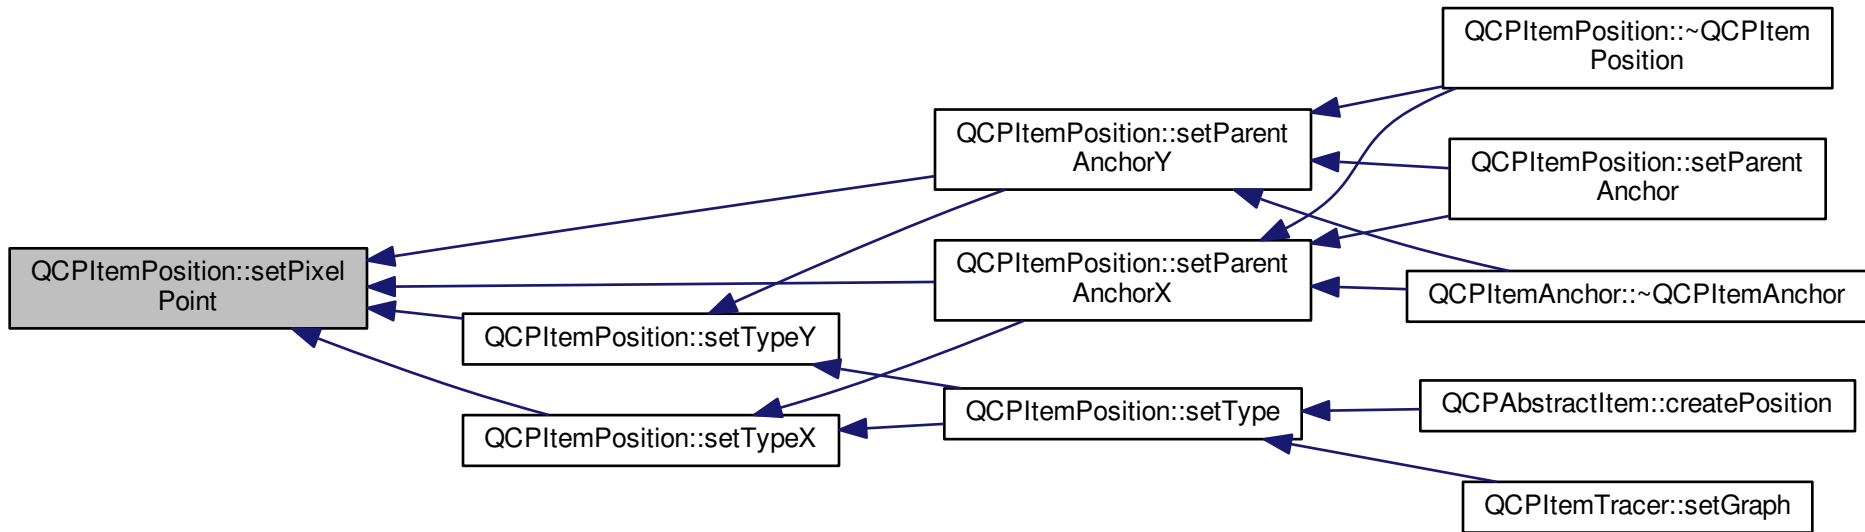 QCPItemPosition::setPixel
Point
QCPItemPosition::setParent
AnchorY
QCPItemPosition::setParent
AnchorX
QCPItemPosition::setTypeY
QCPItemPosition::setTypeX
QCPItemPosition::setType
QCPItemPosition::~QCPItem
Position
QCPItemPosition::setParent
Anchor
QCPItemAnchor::~QCPItemAnchor
QCPAbstractItem::createPosition
QCPItemTracer::setGraph